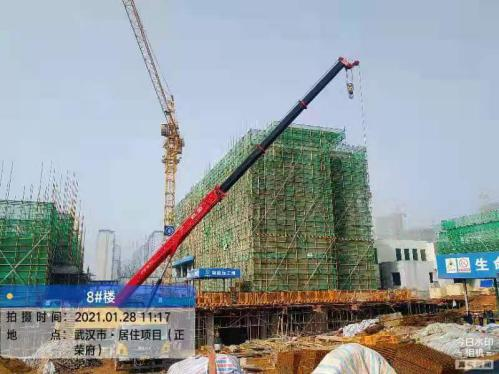 8#楼
拍摄时间：2021.01.28 11:17
地 点：武汉市·居住项目（正
荣府）
生命
今日水印
相机